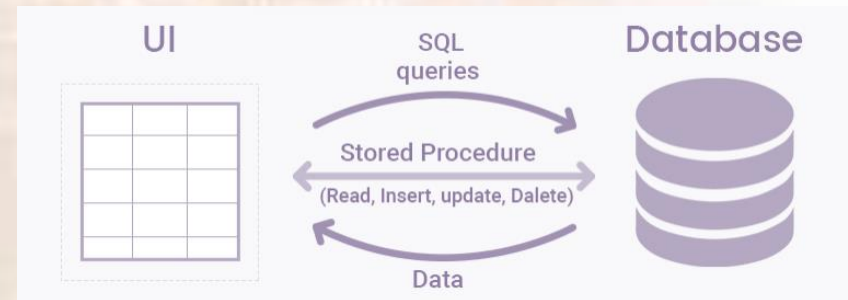 UI
SQL
queries
Database
Stored Procedure
(Read, Insert, update, Dalete)
Data